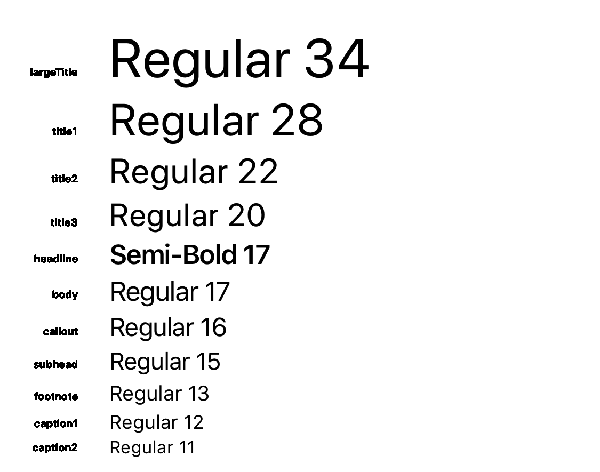 largeTitle Regular 34
title1 Regular 28
title2 Regular 22
title3 Regular 20
headline Semi-Bold 17
body Regular 17
callout Regular 16
subhead Regular 15
footnote Regular 13
caption1 Regular 12
caption2 Regular 11